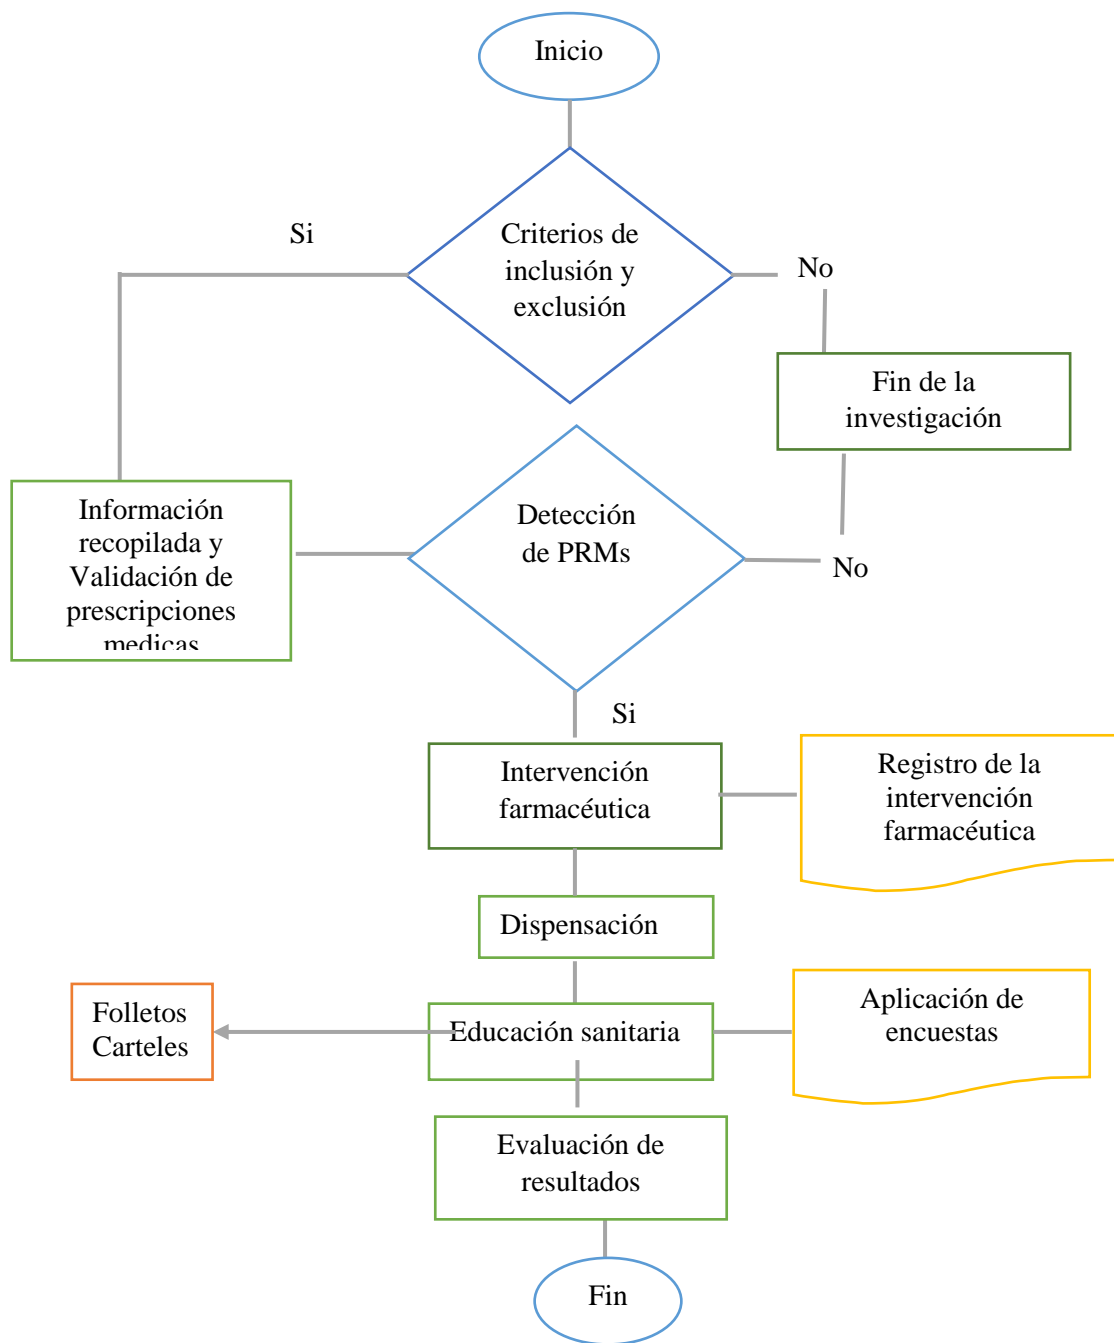 Inicio
Si
Criterios de
inclusión y
exclusión
No
Fin de la
investigación
Información
recopilada y
Validación de
prescripciones
medicas
Detección
de PRMs
No
Si
Intervención
farmacéutica
Registro de la
intervención
farmacéutica
Dispensación
Folletos
Carteles
Educación sanitaria
Aplicación de
encuestas
Evaluación de
resultados
Fin